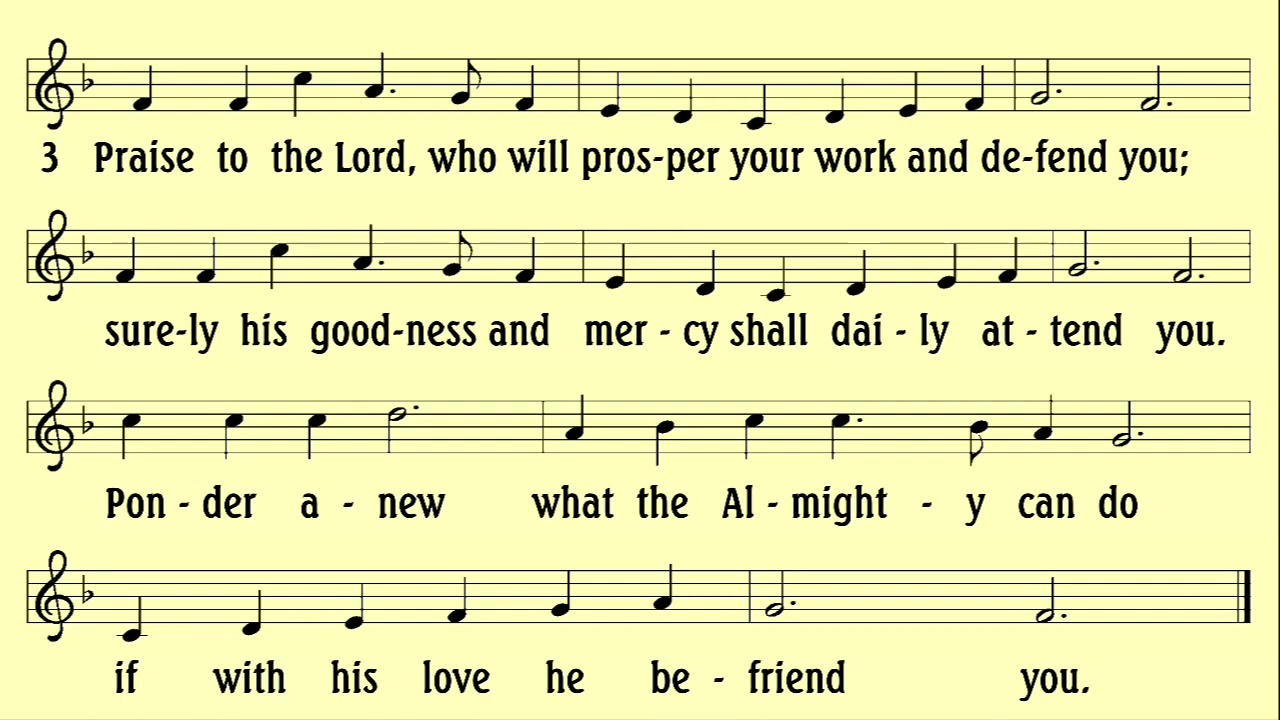 3 Praise to the Lord, who will pros-per your work and de-fend you;
sure-ly his good-ness and mer - cy shall dai - ly at - tend you.
Pon - der a - new what the Al - might - y can do
if with his love he be - friend you.